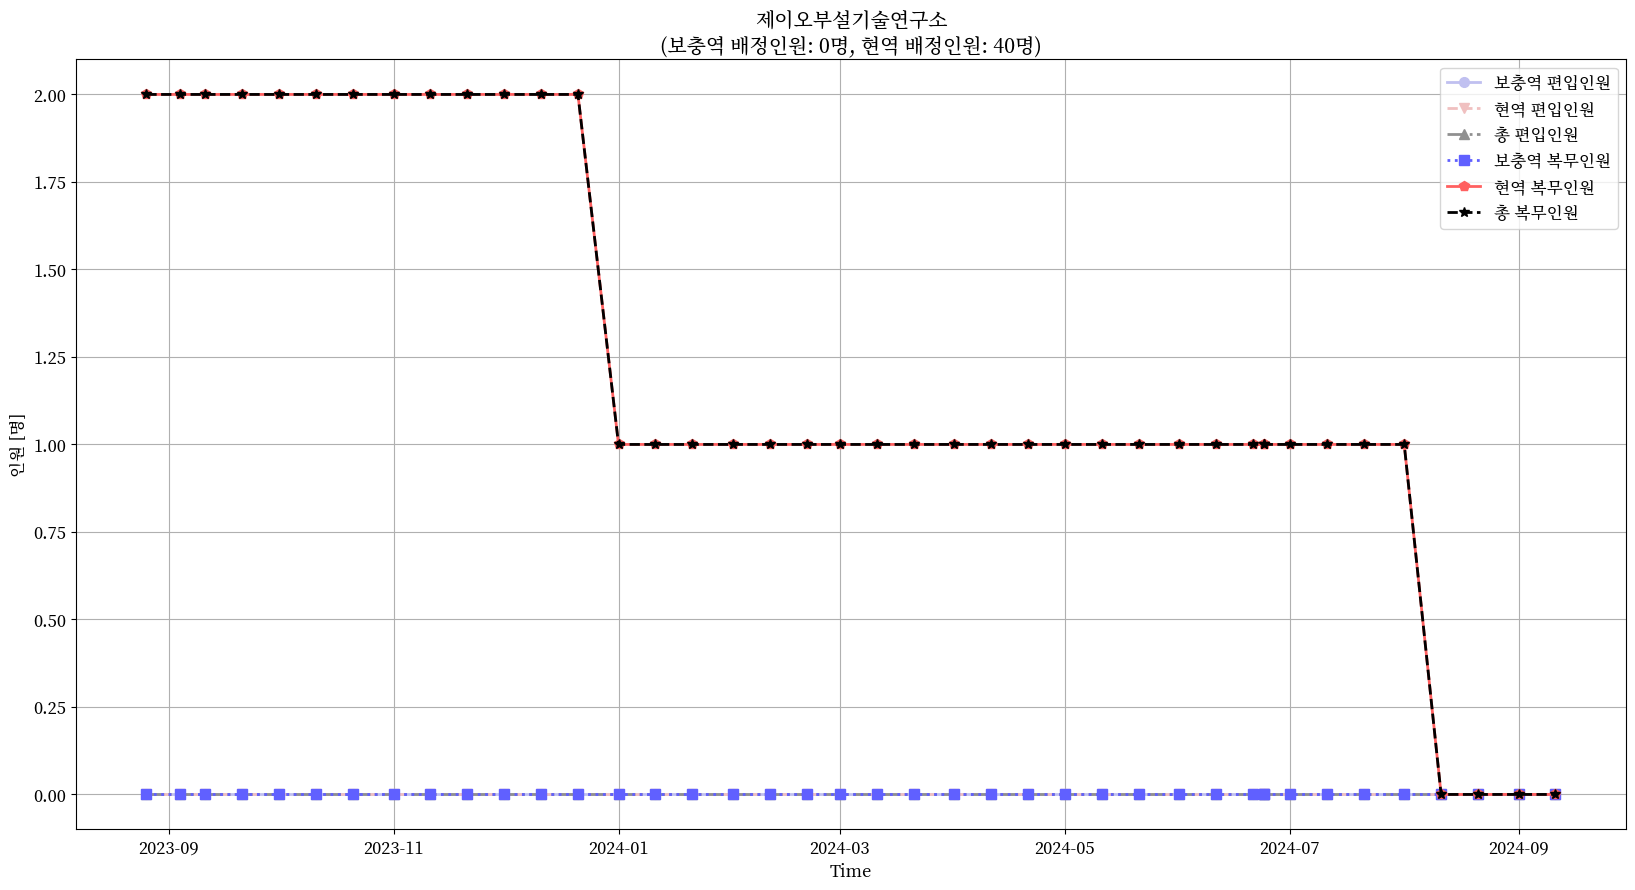 제이오부설기술연구소
(보충역 배정인원: 0명, 현역 배정인원: 40명)
보충역 편입인원
현역 편입인원
총 편입인원
보충역 복무인원
현역 복무인원
총 복무인원
2.00
1.75
1.50
1.25
1.00
0.75
0.50
0.25
0.00
인원 [명]
2023-09
2023-11
2024-01
2024-03
2024-05
2024-07
2024-09
Time